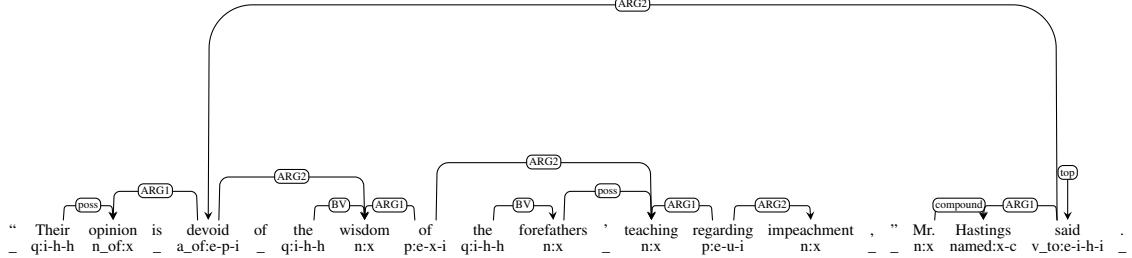 ARG2
ARG2
top
ARG1 ARG2 poss
poss BV ARG1 BV ARG1 ARG2 compound ARG1
“ Their opinion is devoid of the wisdom of the forefathers ’ teaching regarding impeachment , ” Mr. Hastings said .
_ q:i-h-h n_of:x _ a_of:e-p-i _ q:i-h-h n:x p:e-x-i q:i-h-h n:x _ n:x p:e-u-i n:x _ _ n:x named:x-c v_to:e-i-h-i _